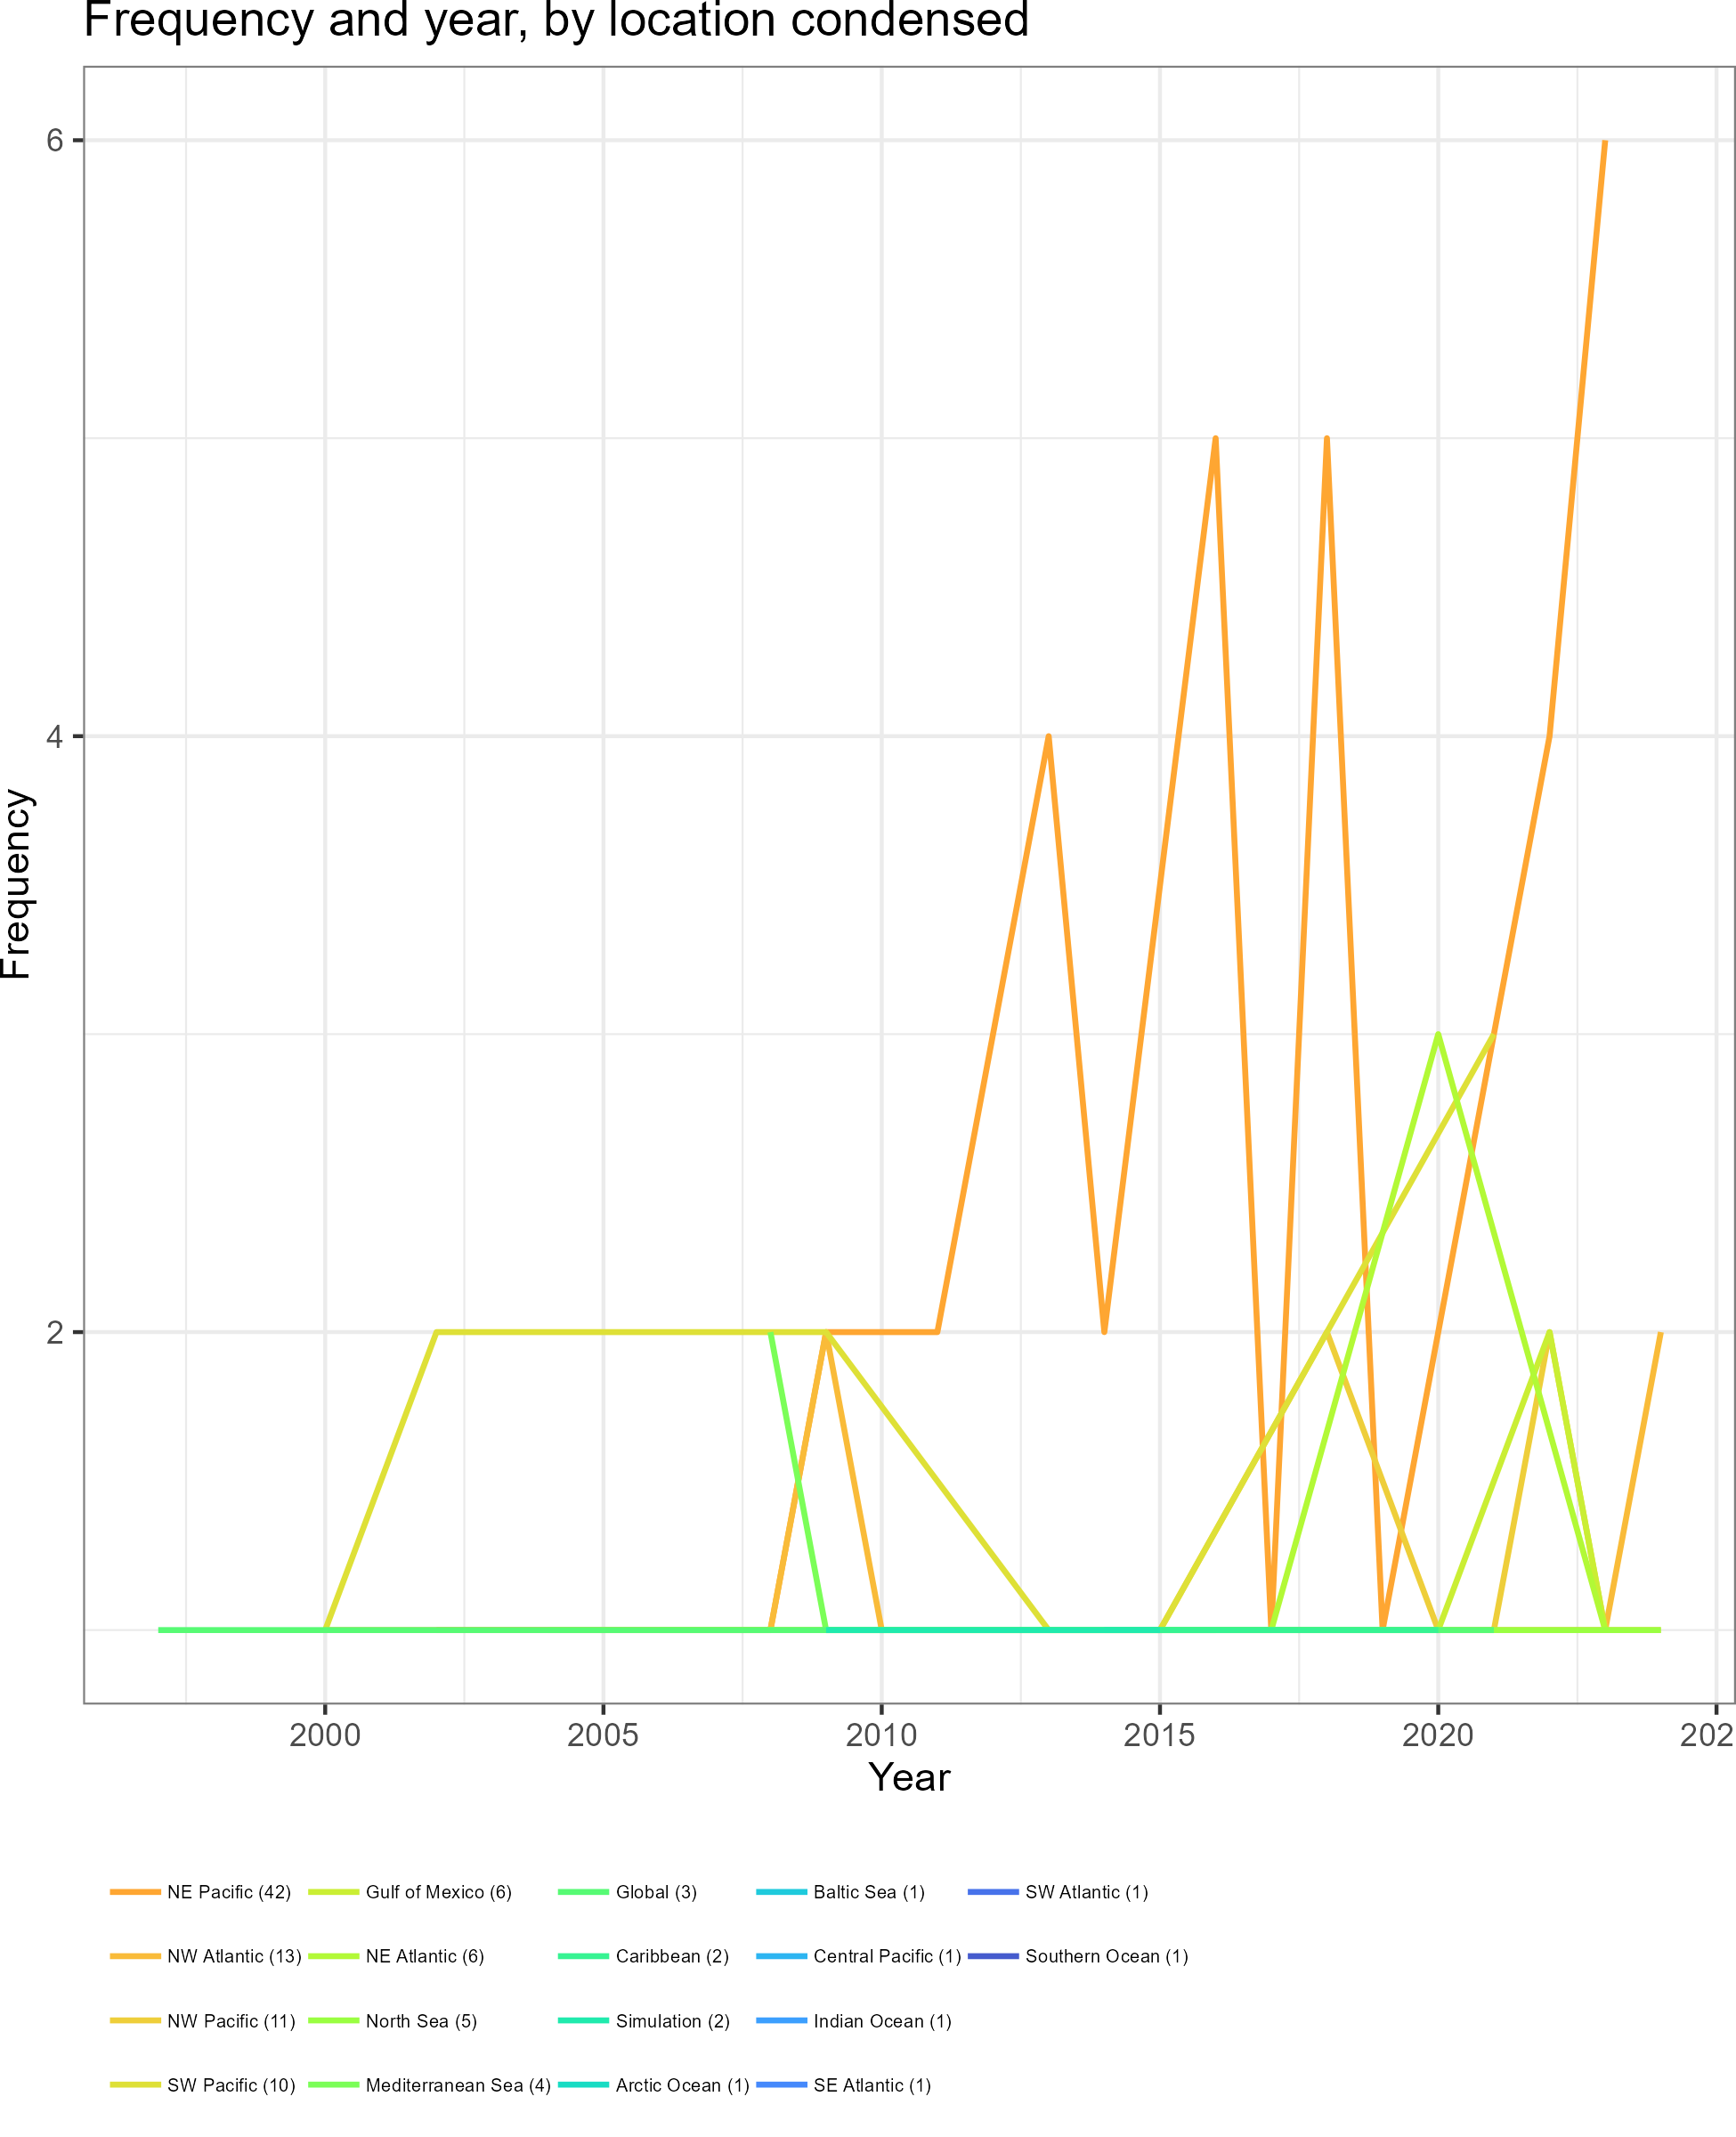 Frequency and year, by location condensed
6
4
2
Frequency
2000 2005 2010 2015 2020 202
Year
NE Pacific (42) Gulf of Mexico (6) Global (3) Baltic Sea (1) SW Atlantic (1)
NW Atlantic (13) NE Atlantic (6) Caribbean (2) Central Pacific (1) Southern Ocean (1)
NW Pacific (11) North Sea (5) Simulation (2) Indian Ocean (1)
SW Pacific (10) Mediterranean Sea (4) Arctic Ocean (1) SE Atlantic (1)